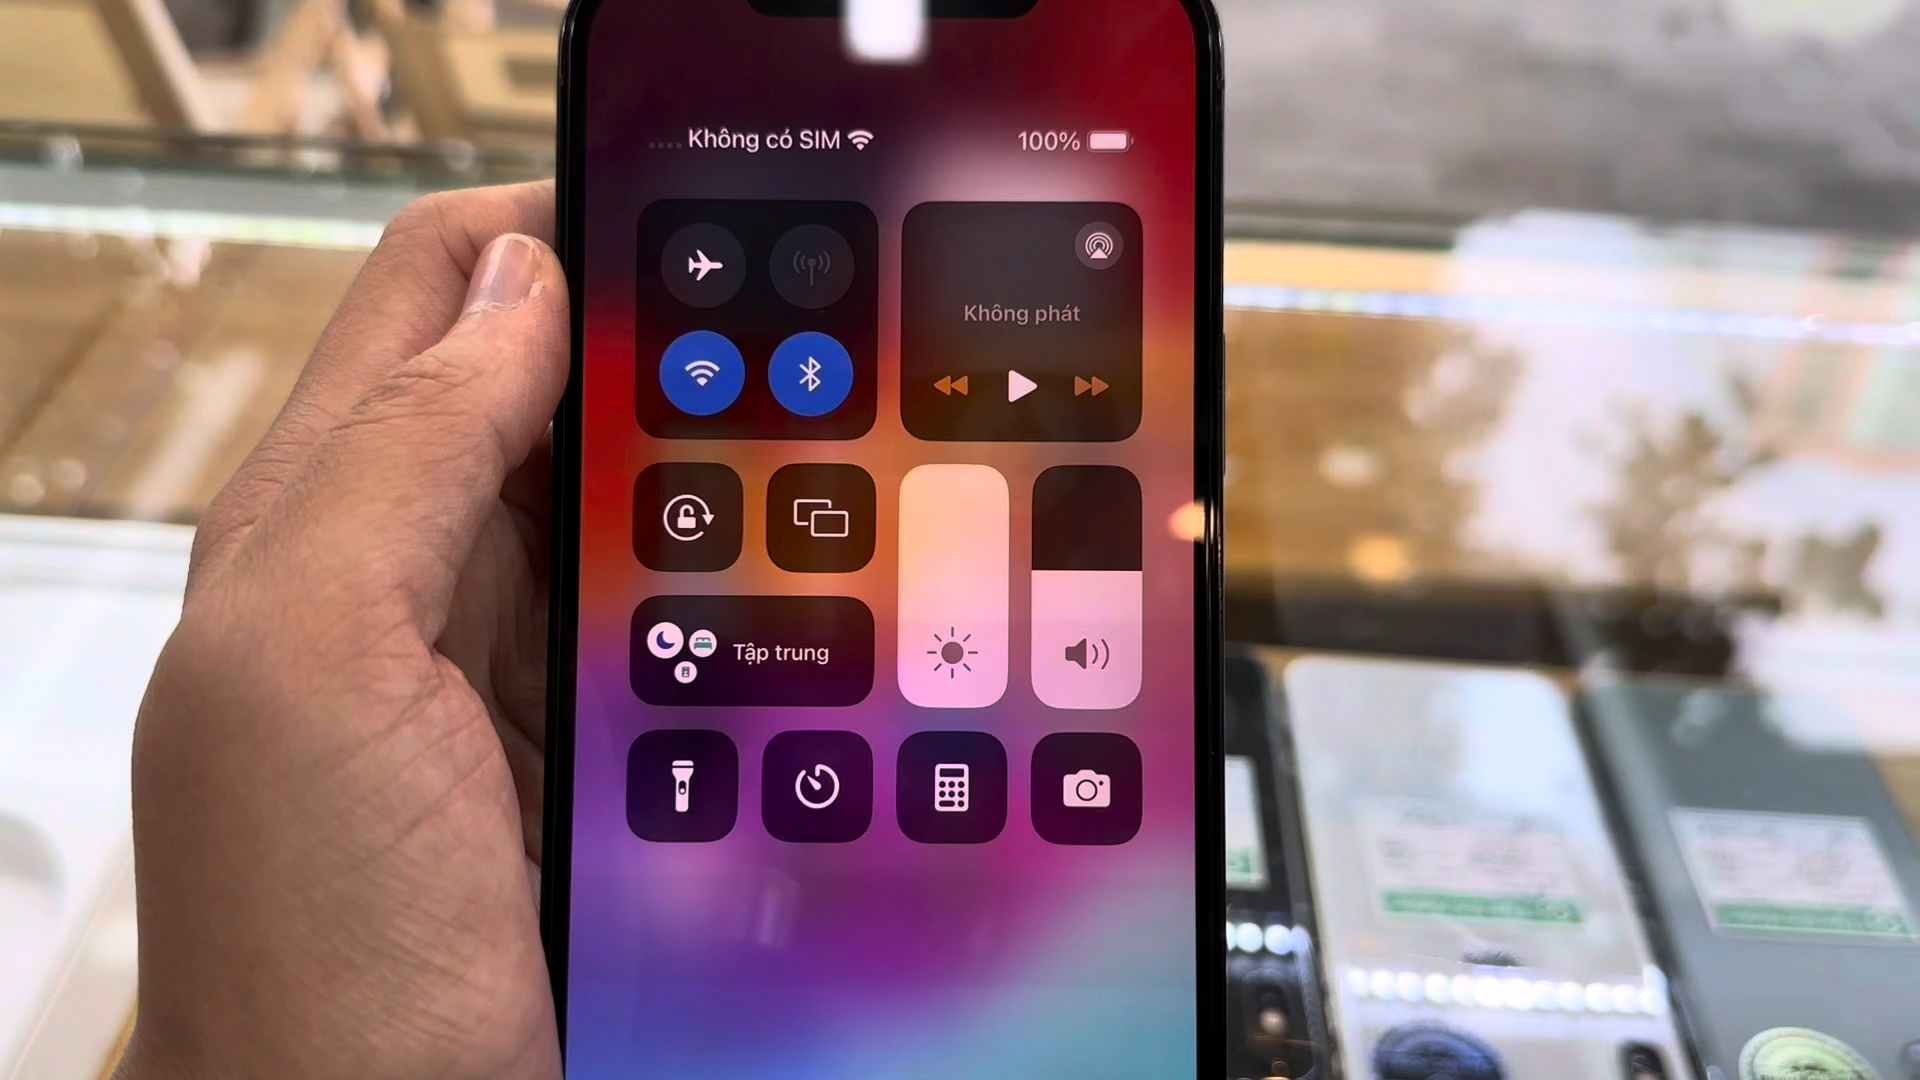 Không có SIM
100%
Không phát
Tập trung